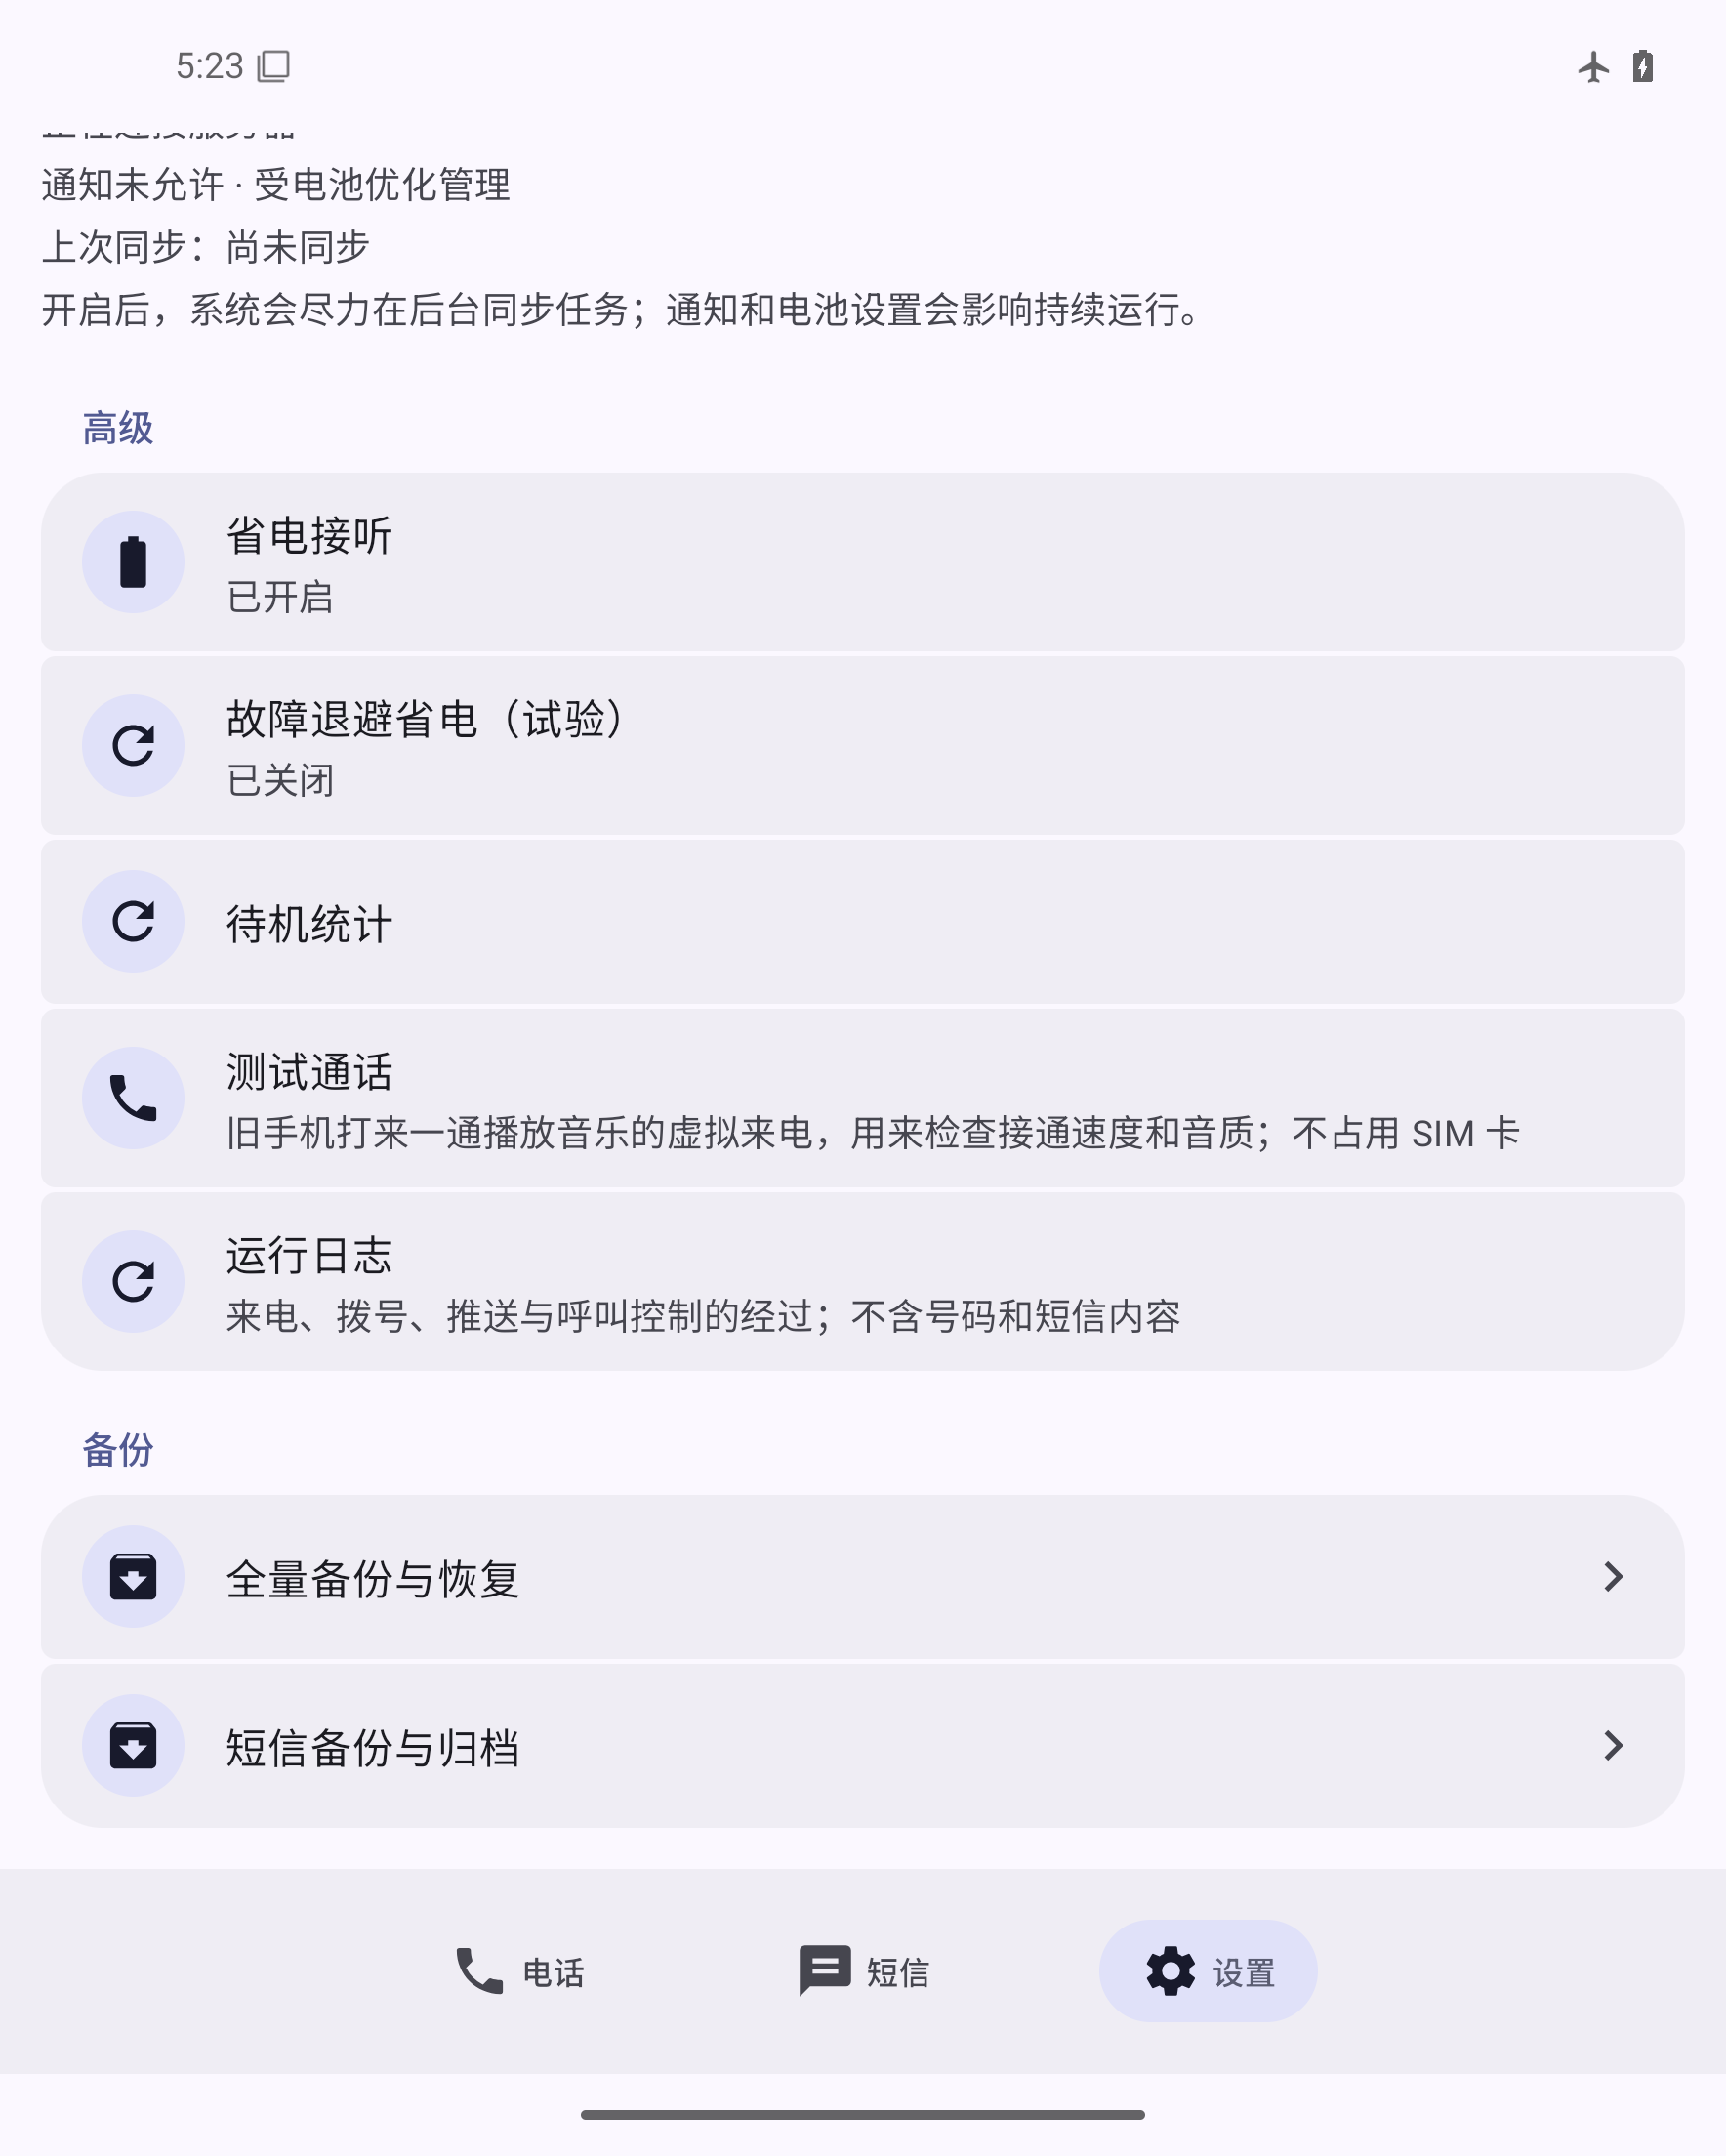 5:23
通知未允许 · 受电池优化管理
上次同步：尚未同步
开启后，系统会尽力在后台同步任务；通知和电池设置会影响持续运行。
高级
省电接听
已开启
故障退避省电（试验）
已关闭
待机统计
测试通话
旧手机打来一通播放音乐的虚拟来电，用来检查接通速度和音质；不占用 SIM 卡
运行日志
来电、拨号、推送与呼叫控制的经过；不含号码和短信内容
备份
全量备份与恢复
短信备份与归档
电话
短信
设置